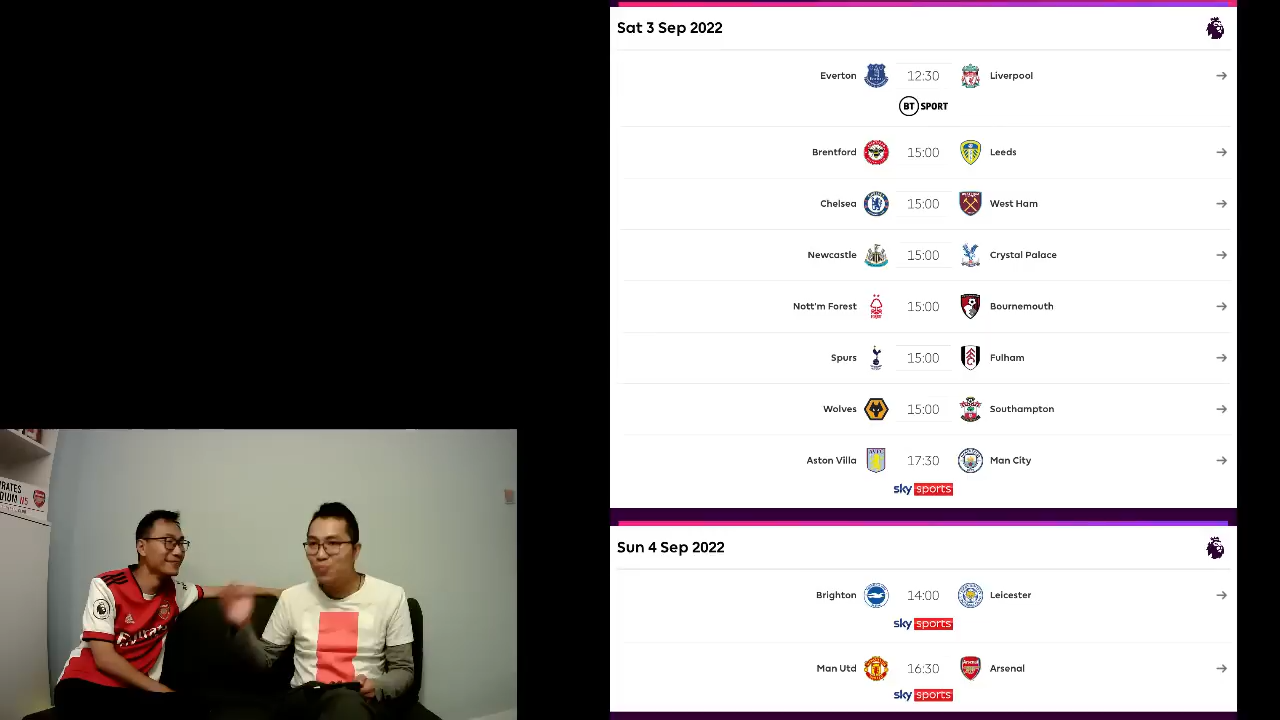 Sat 3 Sep 2022
Everton 12:30 Liverpool
BT SPORT
Brentford 15:00 Leeds
Chelsea 15:00 West Ham
Newcastle 15:00 Crystal Palace
Nott'm Forest 15:00 Bournemouth
Spurs 15:00 Fulham
Wolves 15:00 Southampton
Aston Villa 17:30 Man City
sky sports
Sun 4 Sep 2022
Brighton 14:00 Leicester
sky sports
Man Utd 16:30 Arsenal
sky sports